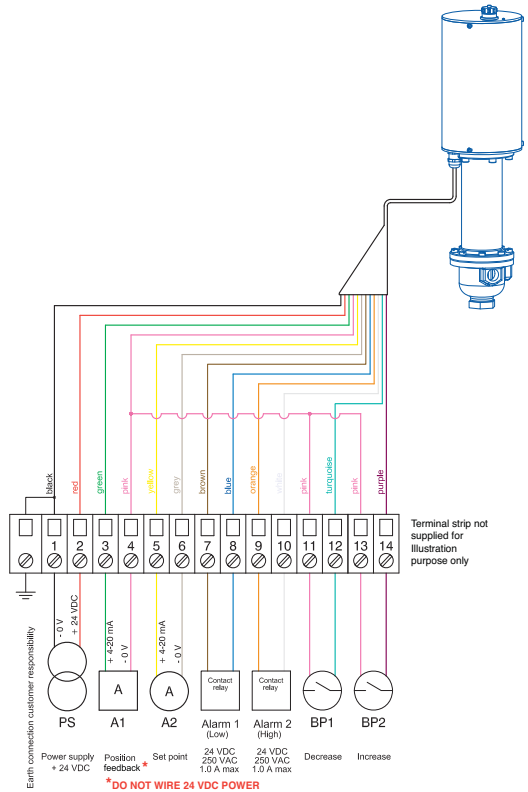 black
red
green
pink
yellow
grey
brown
blue
orange
white
pink
turquoise
pink
purple
1 2 3 4 5 6 7 8 9 10 11 12 13 14
Terminal strip not
supplied for
Illustration
purpose only
Earth connection customer responsibility
- 0 V
+ 24 VDC
+ 4-20 mA
- 0 V
+ 4-20 mA
- 0 V
A
A
Contact
relay
Contact
relay
PS
A1
A2
Alarm 1
(Low)
Alarm 2
(High)
BP1
BP2
Power supply
+ 24 VDC
Position
feedback *
Set point
24 VDC
250 VAC
1.0 A max
24 VDC
250 VAC
1.0 A max
Decrease
Increase
*DO NOT WIRE 24 VDC POWER